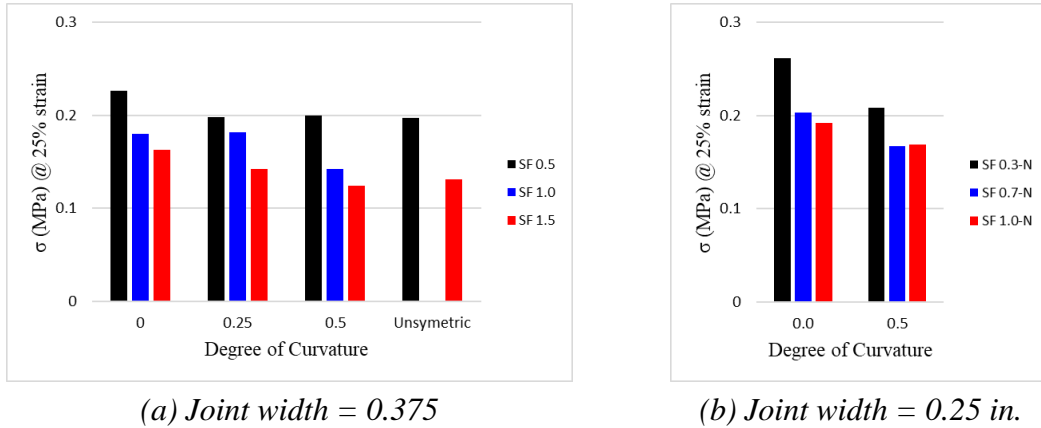 0.3
0.2
0.1
0
σ (MPa) @ 25% strain
0 0.25 0.5 Unsymetric
Degree of Curvature
SF 0.5
SF 1.0
SF 1.5
(a) Joint width = 0.375
0.3
0.2
0.1
0
σ (MPa) @ 25% strain
0.0 0.5
Degree of Curvature
SF 0.3-N
SF 0.7-N
SF 1.0-N
(b) Joint width = 0.25 in.